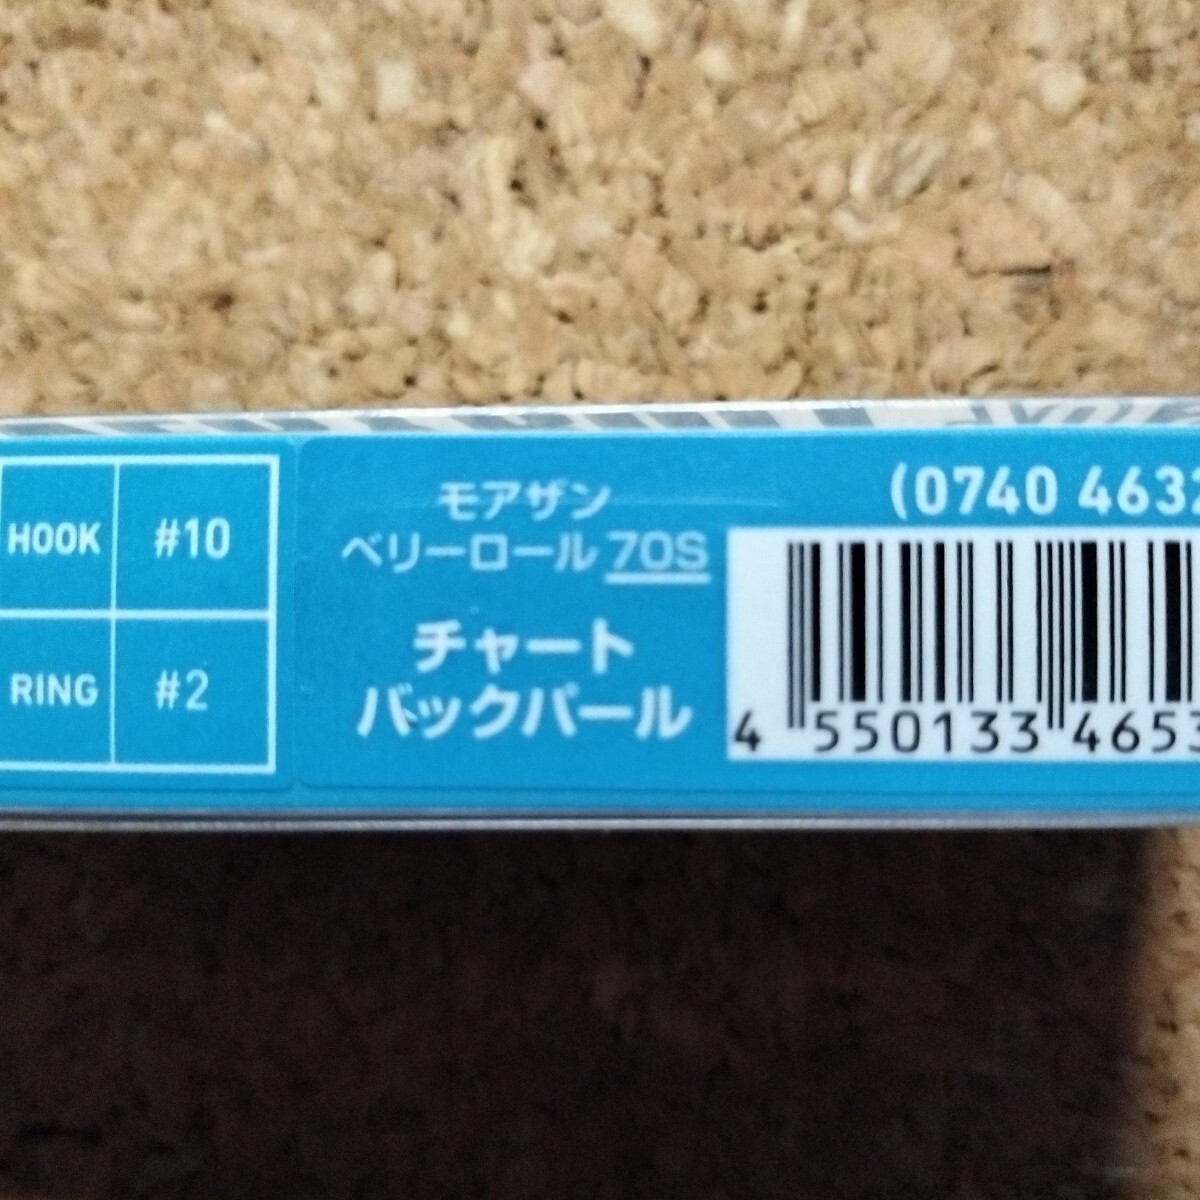 HOOK #10
RING #2
モアザン
ベリーロール 70S
チャート
バックパール
(0740 463
4 550133 465